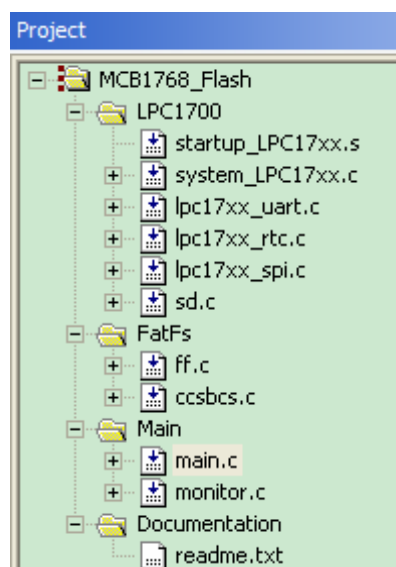 Project
MCB1768_Flash
LPC1700
startup_LPC17xx.s
system_LPC17xx.c
lpc17xx_uart.c
lpc17xx_rtc.c
lpc17xx_spi.c
sd.c
FatFs
ff.c
ccsbcs.c
Main
main.c
monitor.c
Documentation
readme.txt